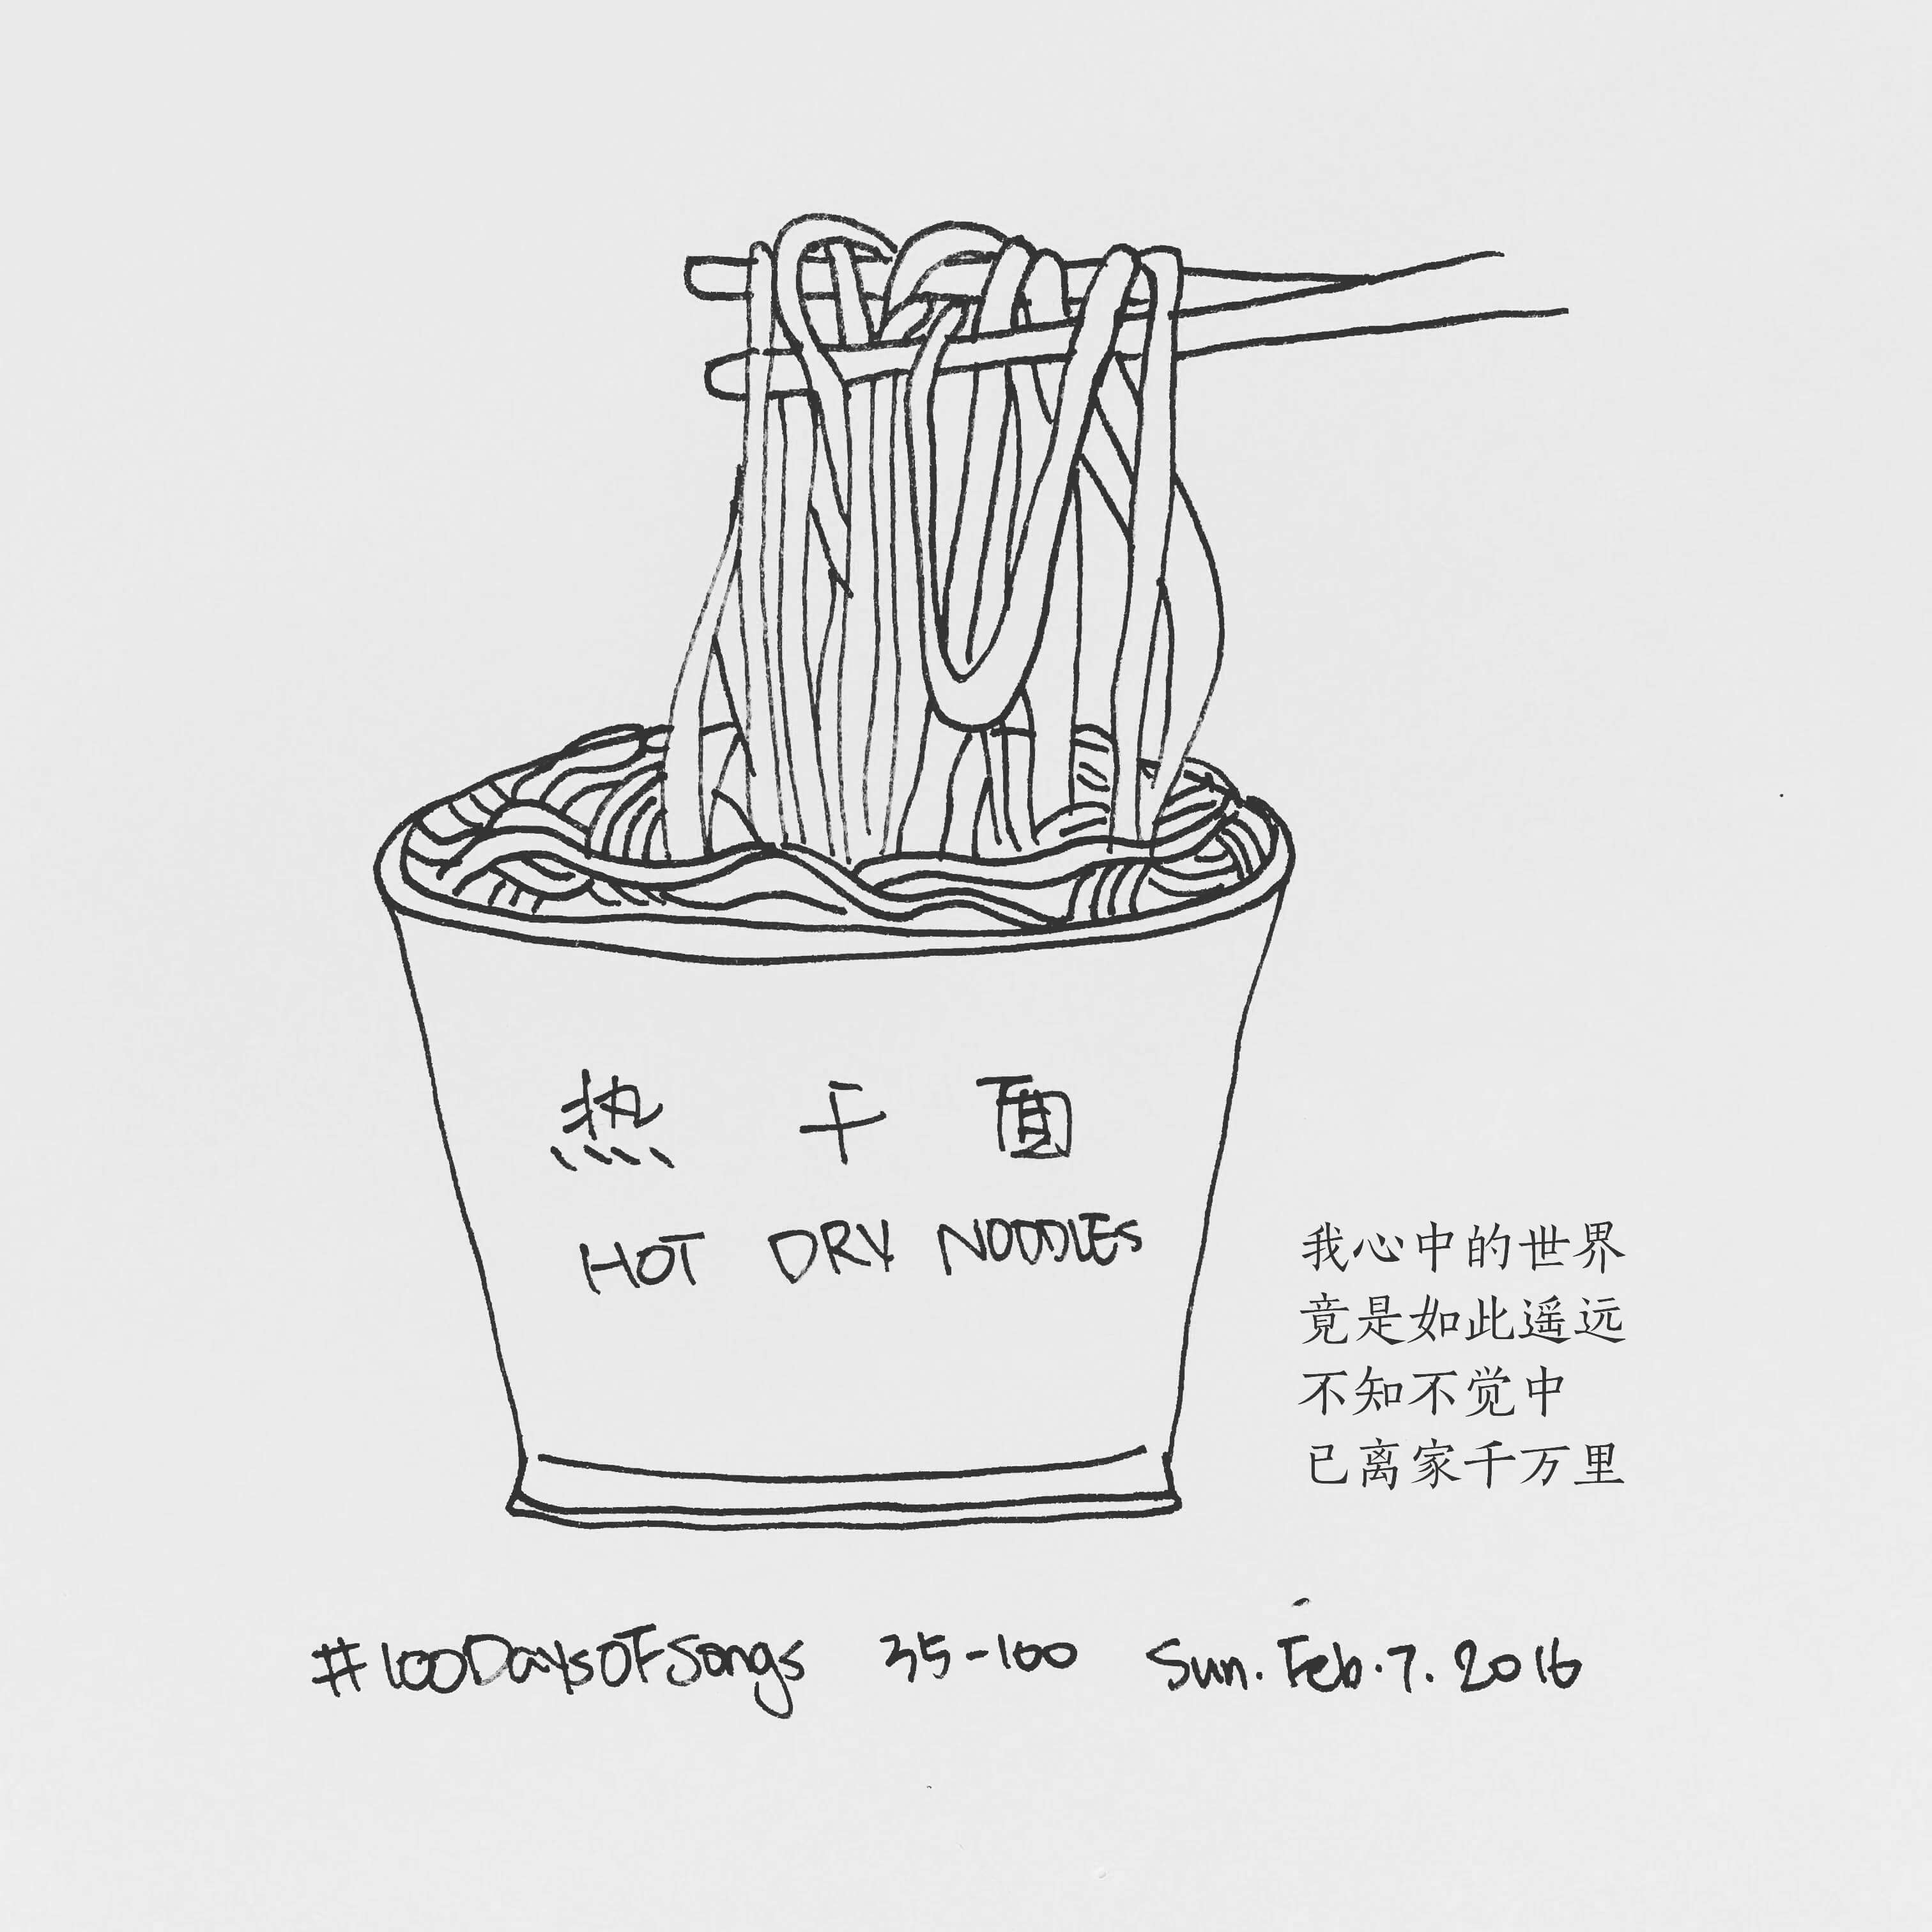 热干面
HOT DRY NOODLES
我心中的世界
竟是如此遥远
不知不觉中
已离家千万里
#100DaysOfSongs 35-100 Sun. Feb. 7. 2016